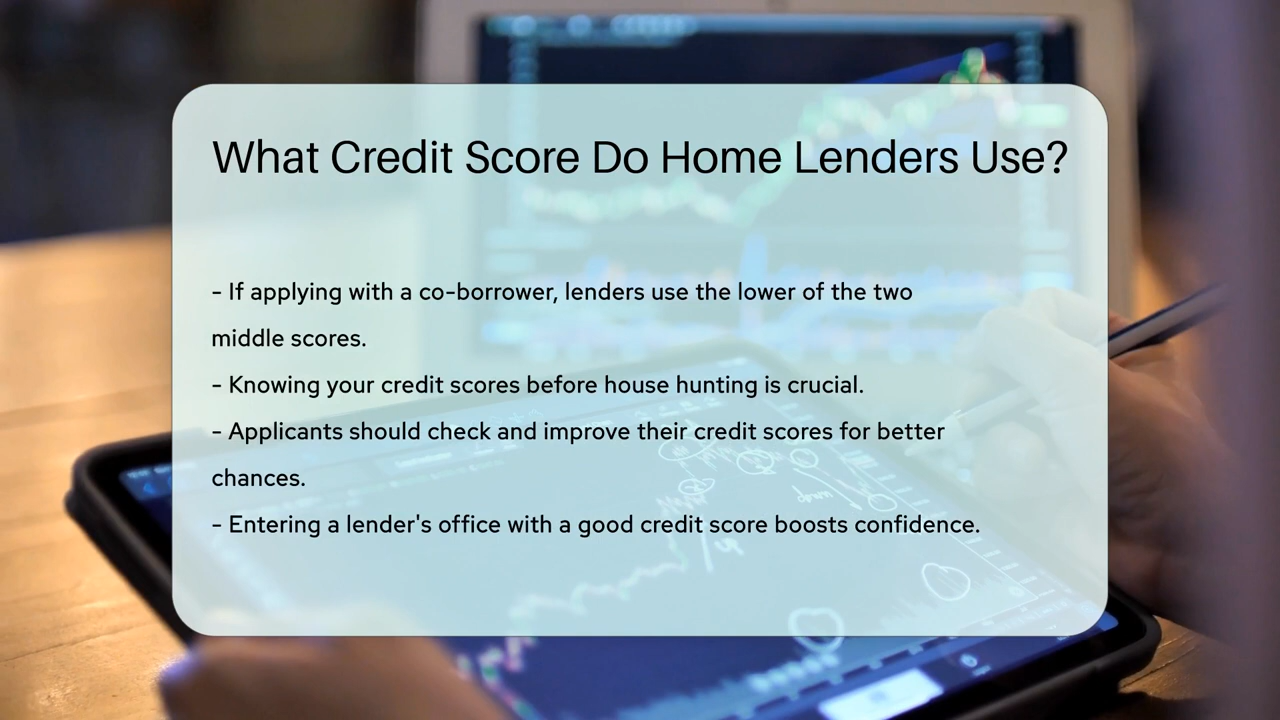 What Credit Score Do Home Lenders Use?
- If applying with a co-borrower, lenders use the lower of the two
middle scores.
- Knowing your credit scores before house hunting is crucial.
- Applicants should check and improve their credit scores for better
chances.
- Entering a lender's office with a good credit score boosts confidence.
down
up